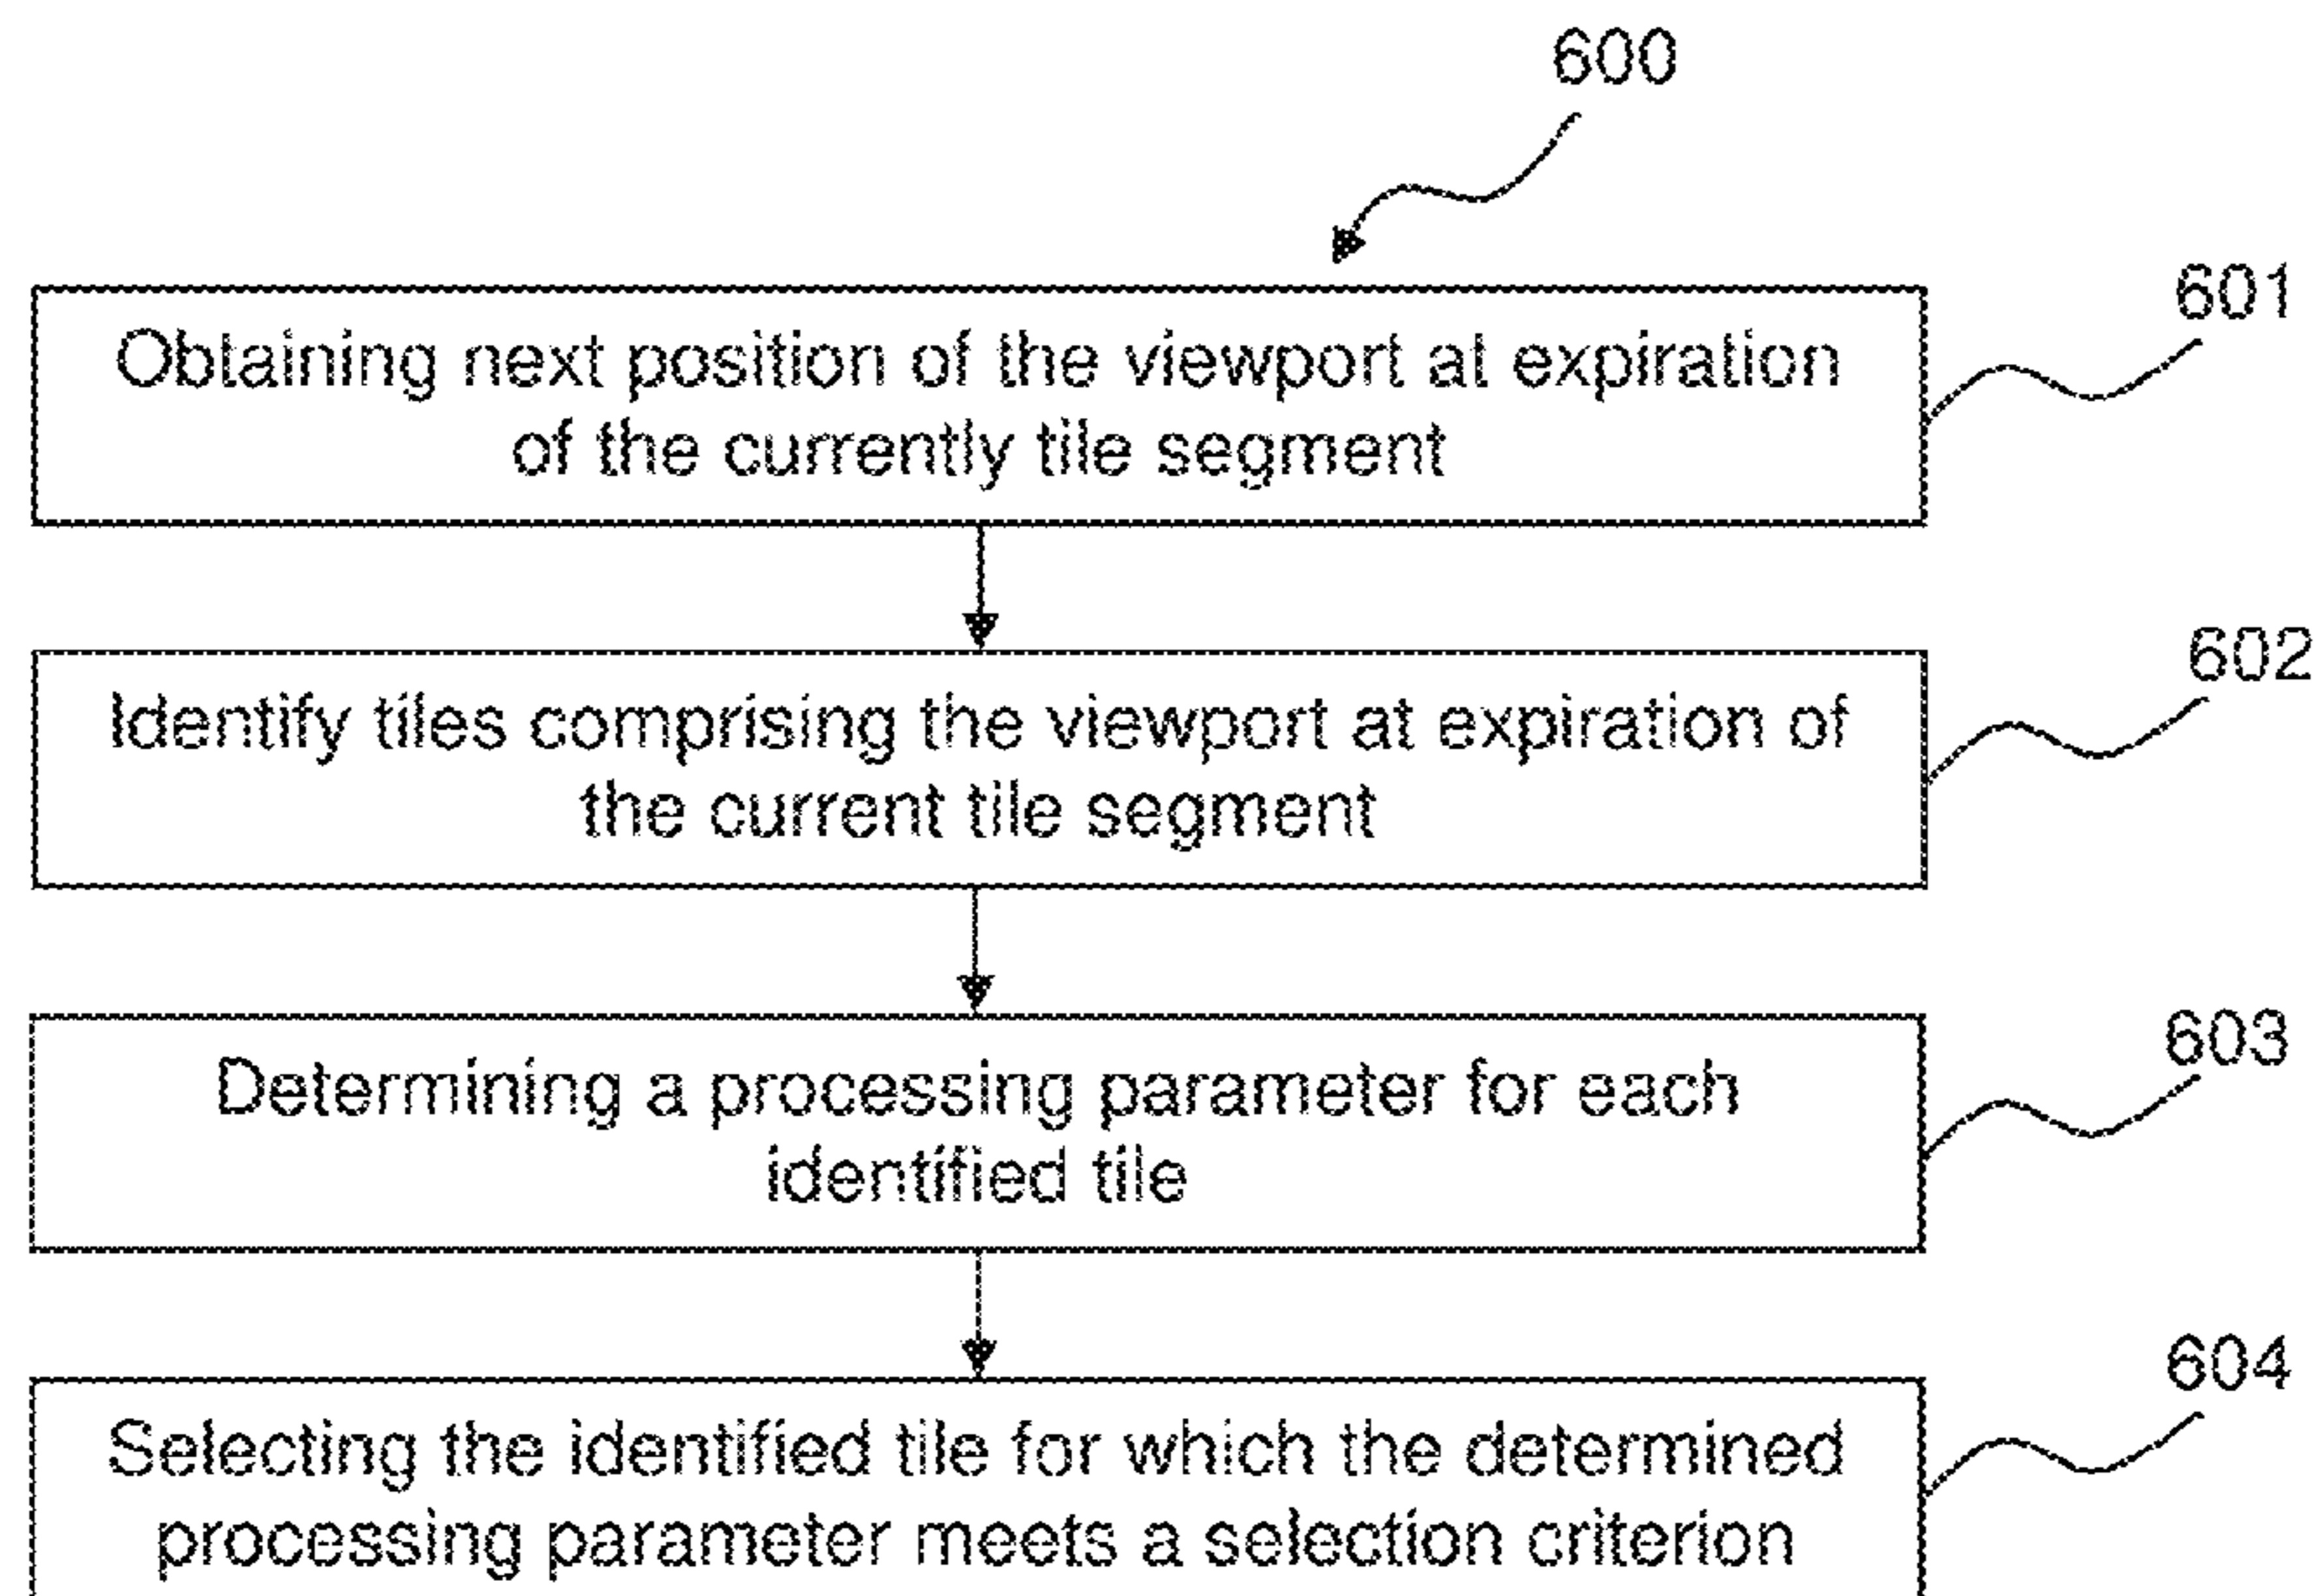 600
601
Obtaining next position of the viewport at expiration
of the currently tile segment
602
Identify tiles comprising the viewport at expiration of
the current tile segment
603
Determining a processing parameter for each
identified tile
604
Selecting the identified tile for which the determined
processing parameter meets a selection criterion